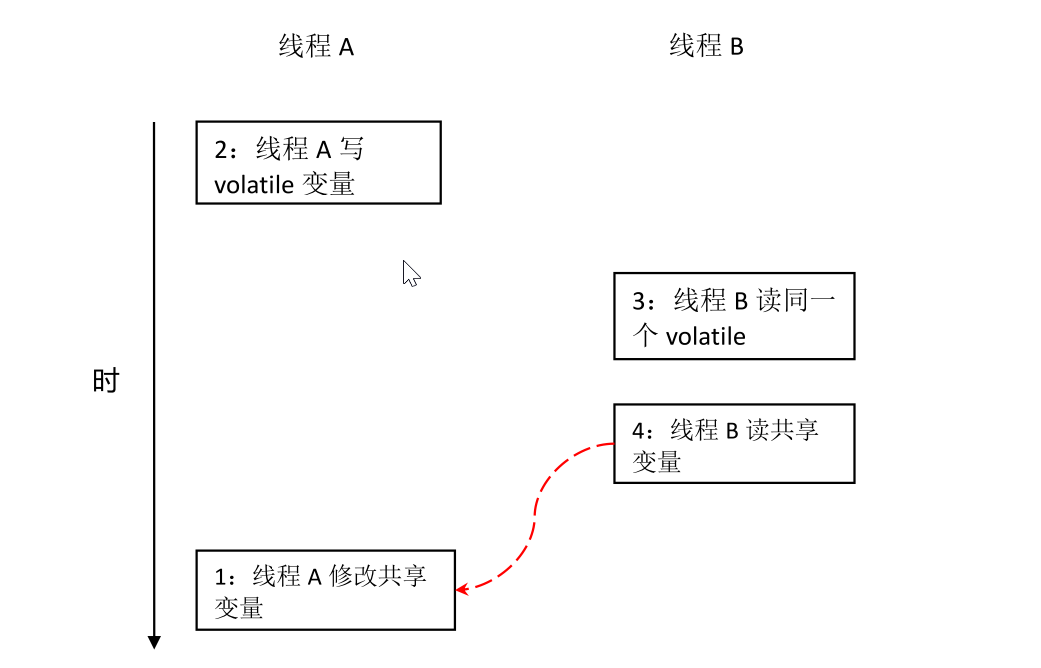 线程 A
线程 B
2：线程 A 写
volatile 变量
3：线程 B 读同一
个 volatile
时
4：线程 B 读共享
变量
1：线程 A 修改共享
变量